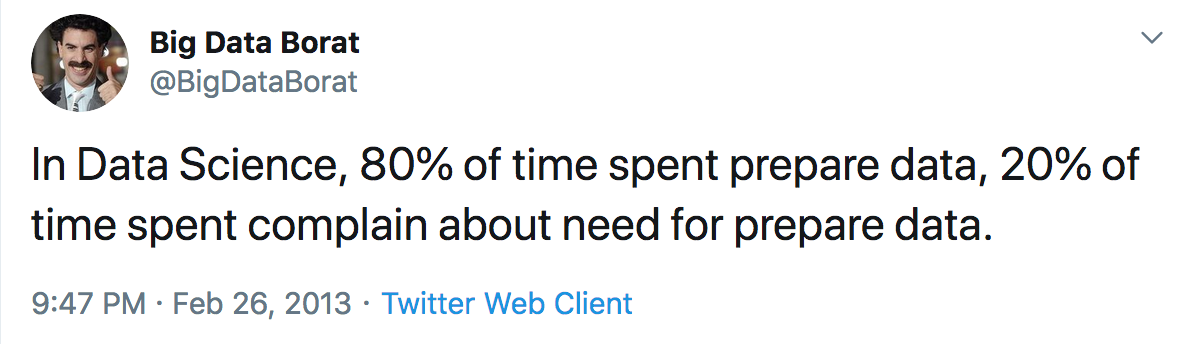 Big Data Borat
@BigDataBorat
In Data Science, 80% of time spent prepare data, 20% of
time spent complain about need for prepare data.
9:47 PM · Feb 26, 2013 · Twitter Web Client